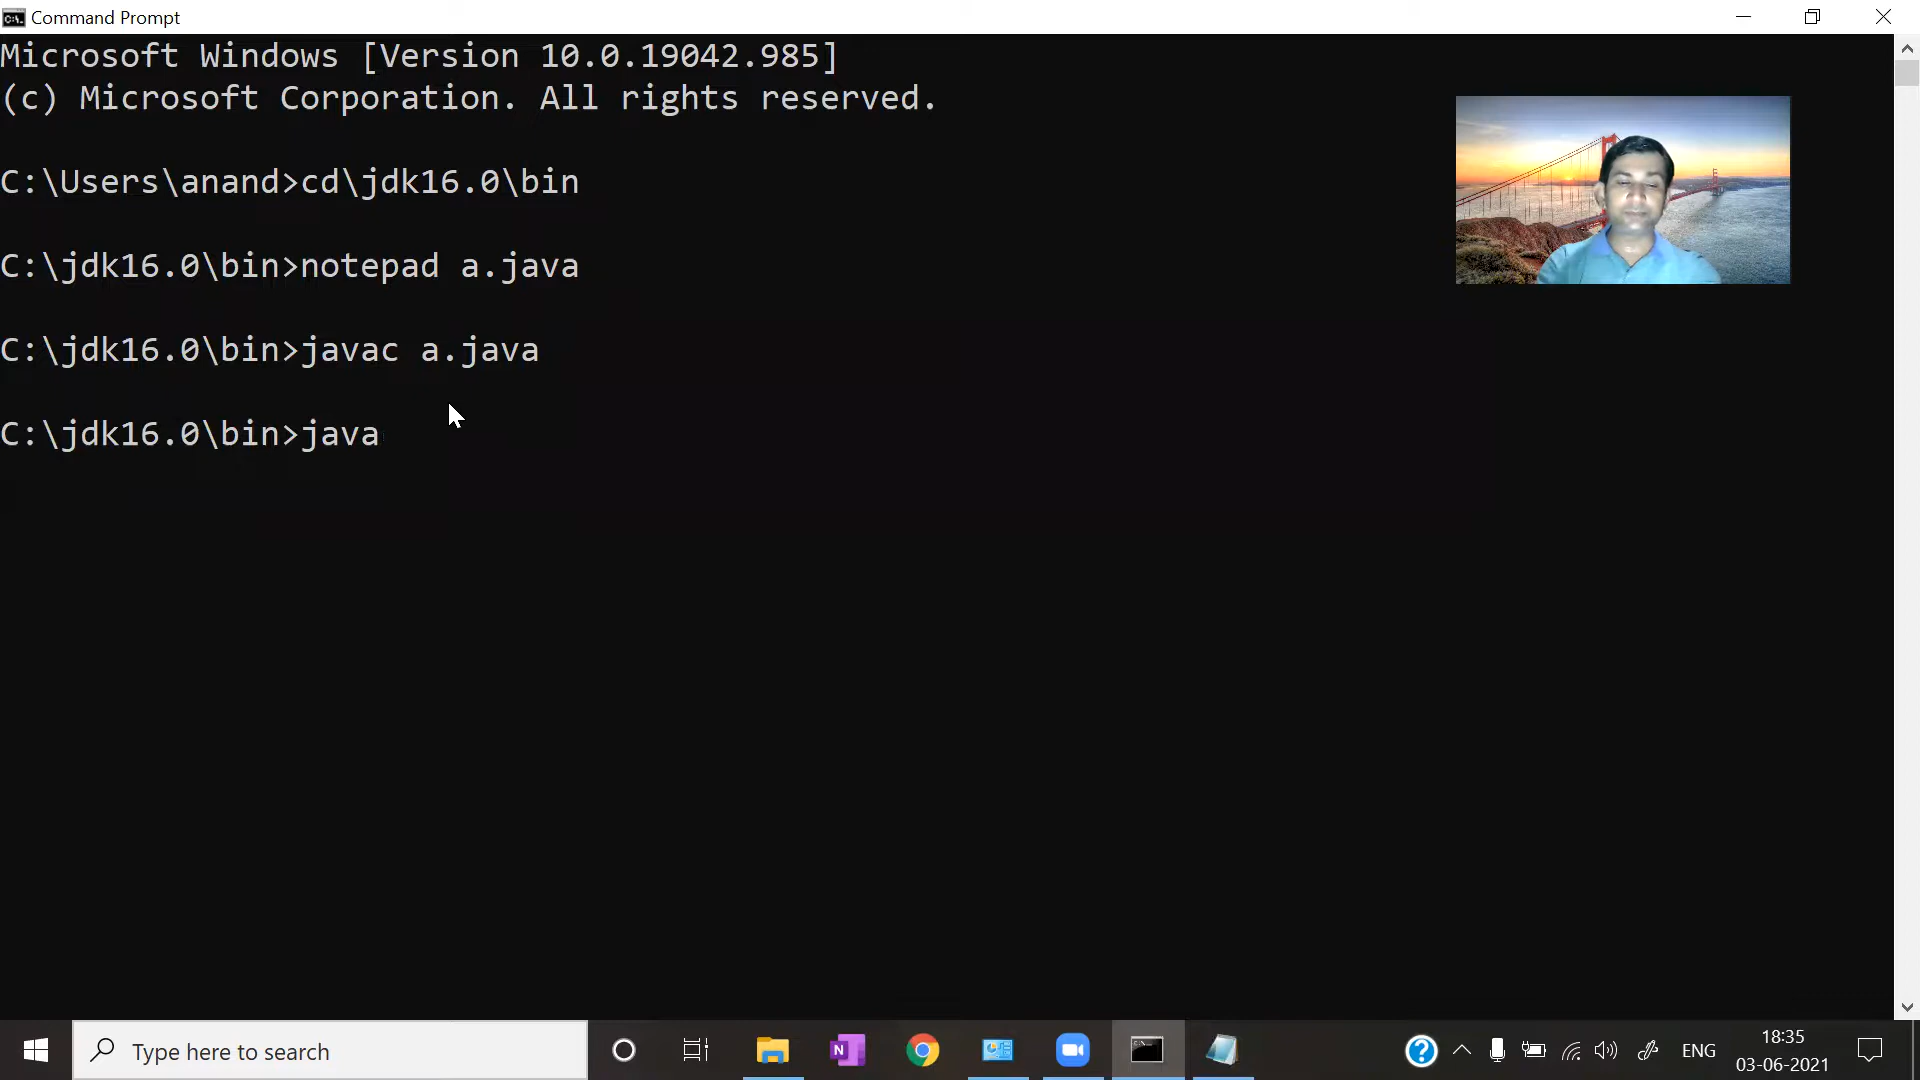 Command Prompt
Microsoft Windows [Version 10.0.19042.985]
(c) Microsoft Corporation. All rights reserved.
C:\Users\anand>cd\jdk16.0\bin
C:\jdk16.0\bin>notepad a.java
C:\jdk16.0\bin>javac a.java
C:\jdk16.0\bin>java
Type here to search
ENG
18:35
03-06-2021